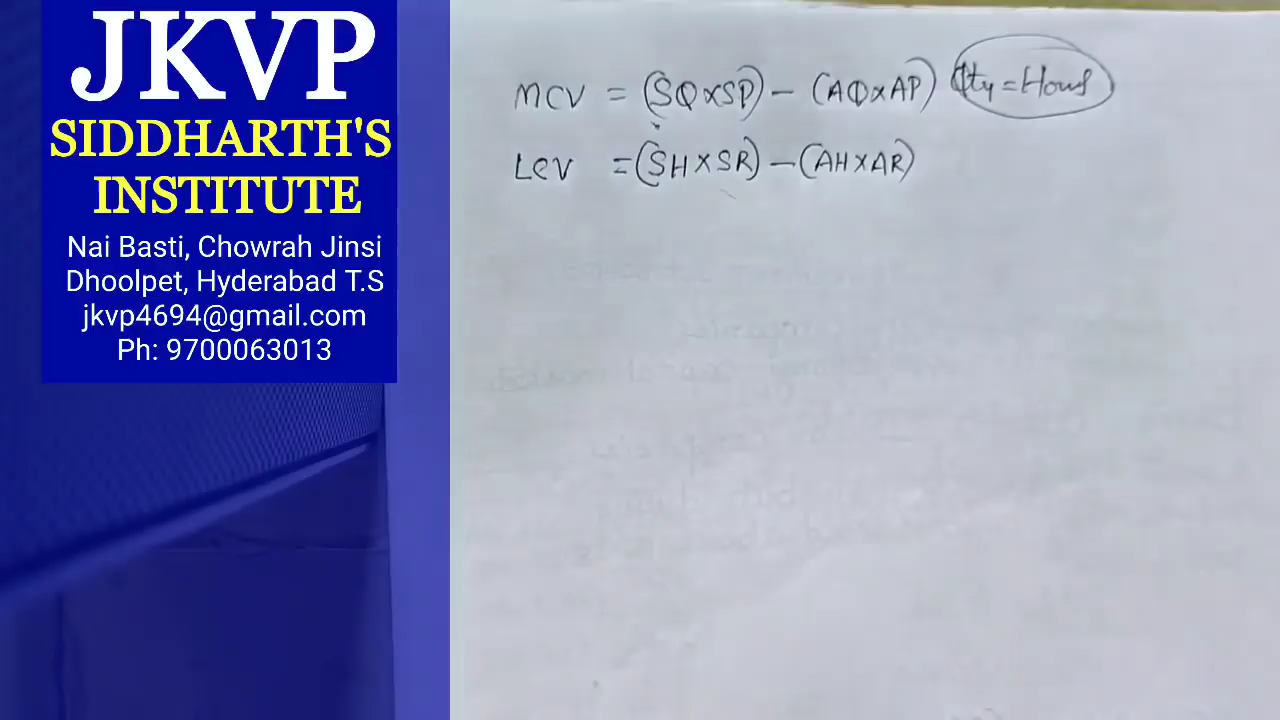 JKVP
SIDDHARTH'S
INSTITUTE
Nai Basti, Chowrah Jinsi
Dhoolpet, Hyderabad T.S
jkvp4694@gmail.com
Ph: 9700063013
MCV = (SQ×SP) - (AQ×AP) Qty = Hours
LCV = (SH×SR) - (AH×AR)